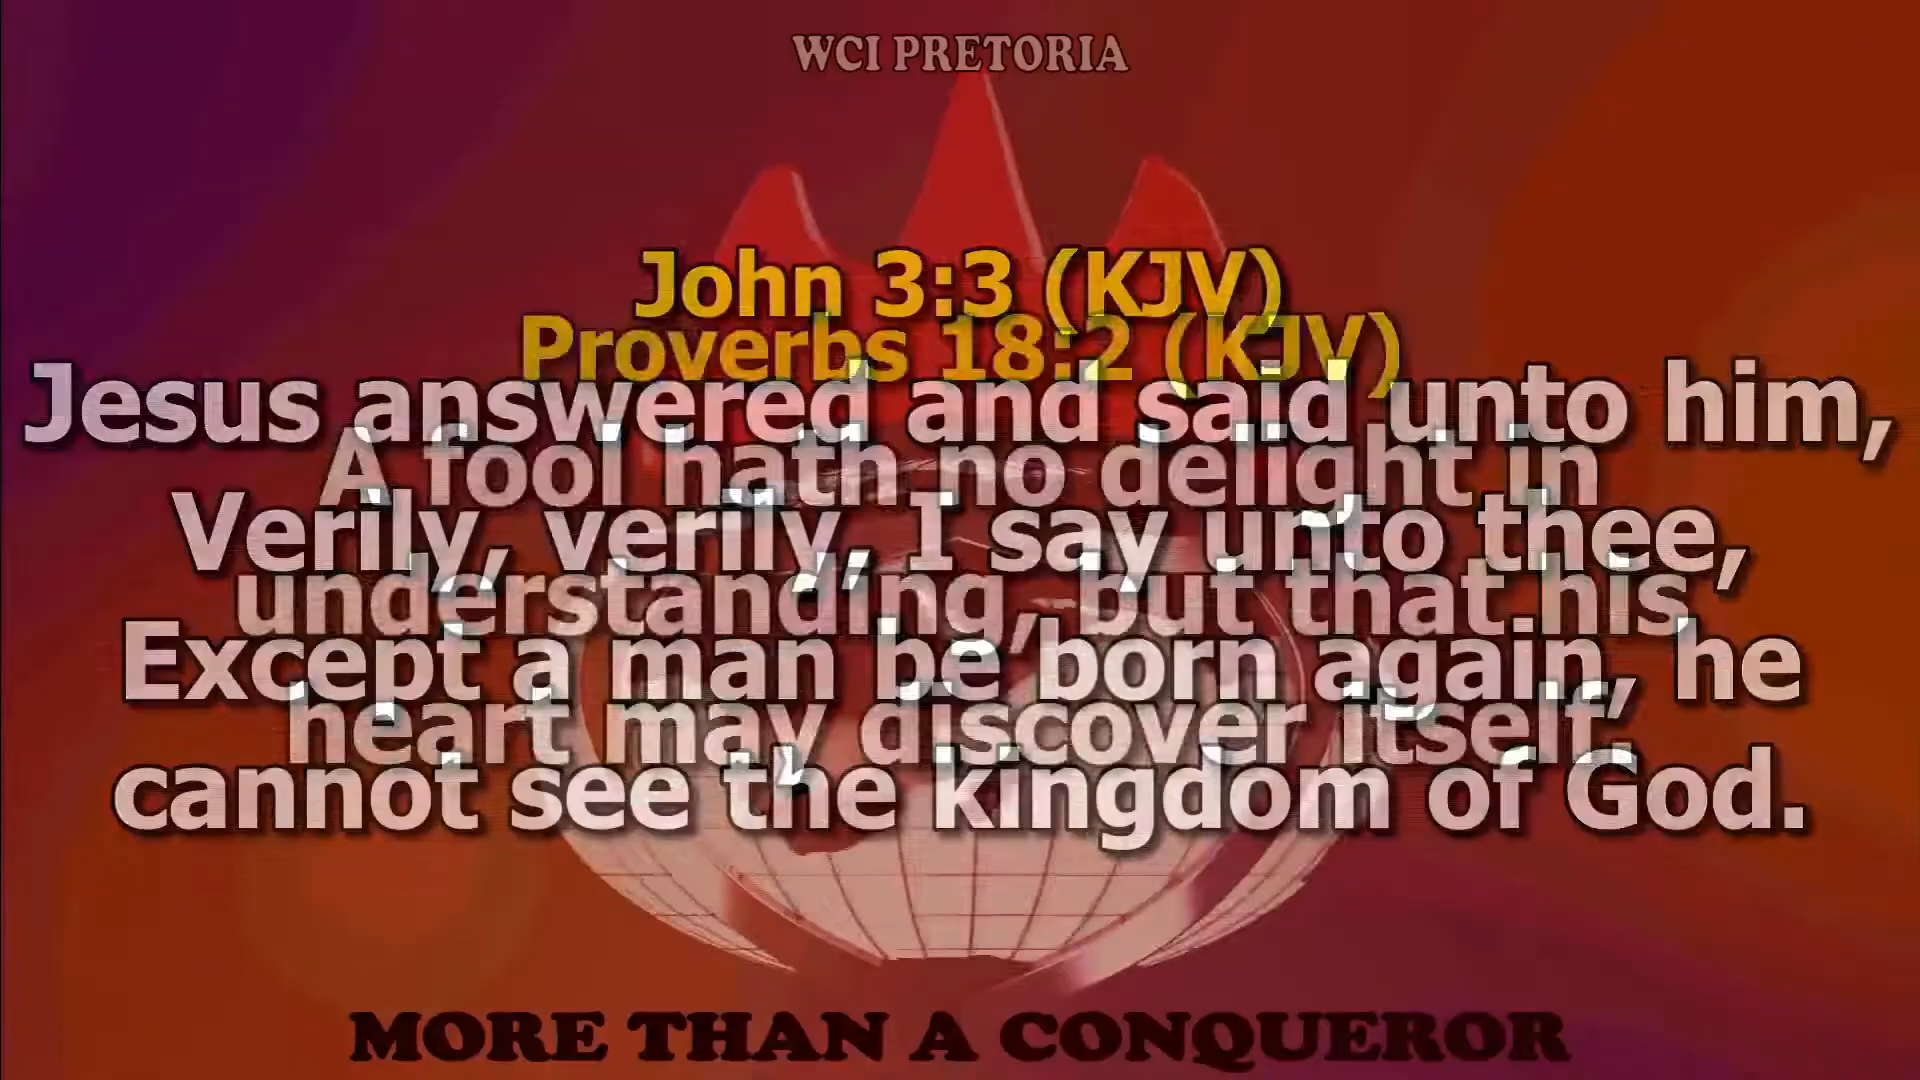 WCI PRETORIA
John 3:3 (KJV)
Proverbs 18:2 (KJV)
Jesus answered and said unto him,
A fool hath no delight in
Verily, verily, I say unto thee,
understanding, but that his
Except a man be born again, he
heart may discover itself.
cannot see the kingdom of God.
MORE THAN A CONQUEROR